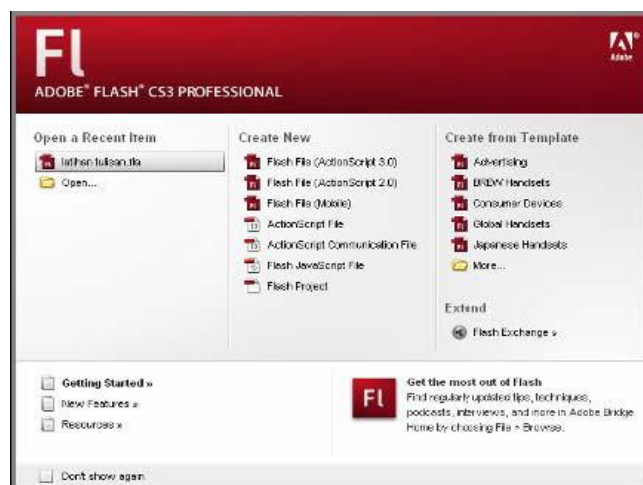 Fl
Adobe
ADOBE® FLASH® CS3 PROFESSIONAL
Open a Recent Item
latihan tulisan.fla
Open...
Create New
Flash File (ActionScript 3.0)
Flash File (ActionScript 2.0)
Flash File (Mobile)
ActionScript File
ActionScript Communication File
Flash JavaScript File
Flash Project
Create from Template
Advertising
BREW Handsets
Consumer Devices
Global Handsets
Japanese Handsets
More...
Extend
Flash Exchange »
Getting Started »
New Features »
Resources »
Fl
Get the most out of Flash
Find regularly updated tips, techniques,
podcasts, interviews, and more in Adobe Bridge
Home by choosing File > Browse.
Don't show again